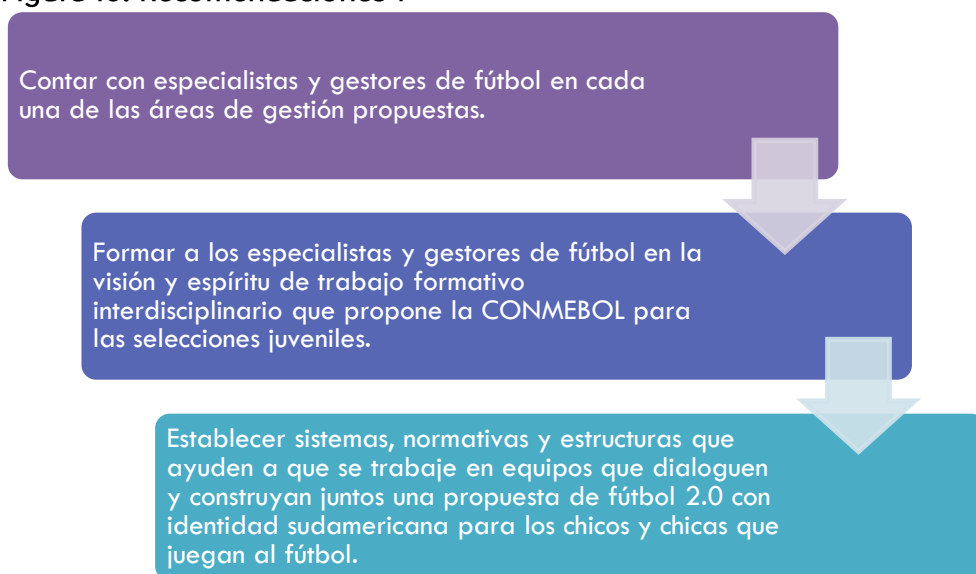 Contar con especialistas y gestores de fútbol en cada
una de las áreas de gestión propuestas.
Formar a los especialistas y gestores de fútbol en la
visión y espíritu de trabajo formativo
interdisciplinario que propone la CONMEBOL para
las selecciones juveniles.
Establecer sistemas, normativas y estructuras que
ayuden a que se trabaje en equipos que dialoguen
y construyan juntos una propuesta de fútbol 2.0 con
identidad sudamericana para los chicos y chicas que
juegan al fútbol.